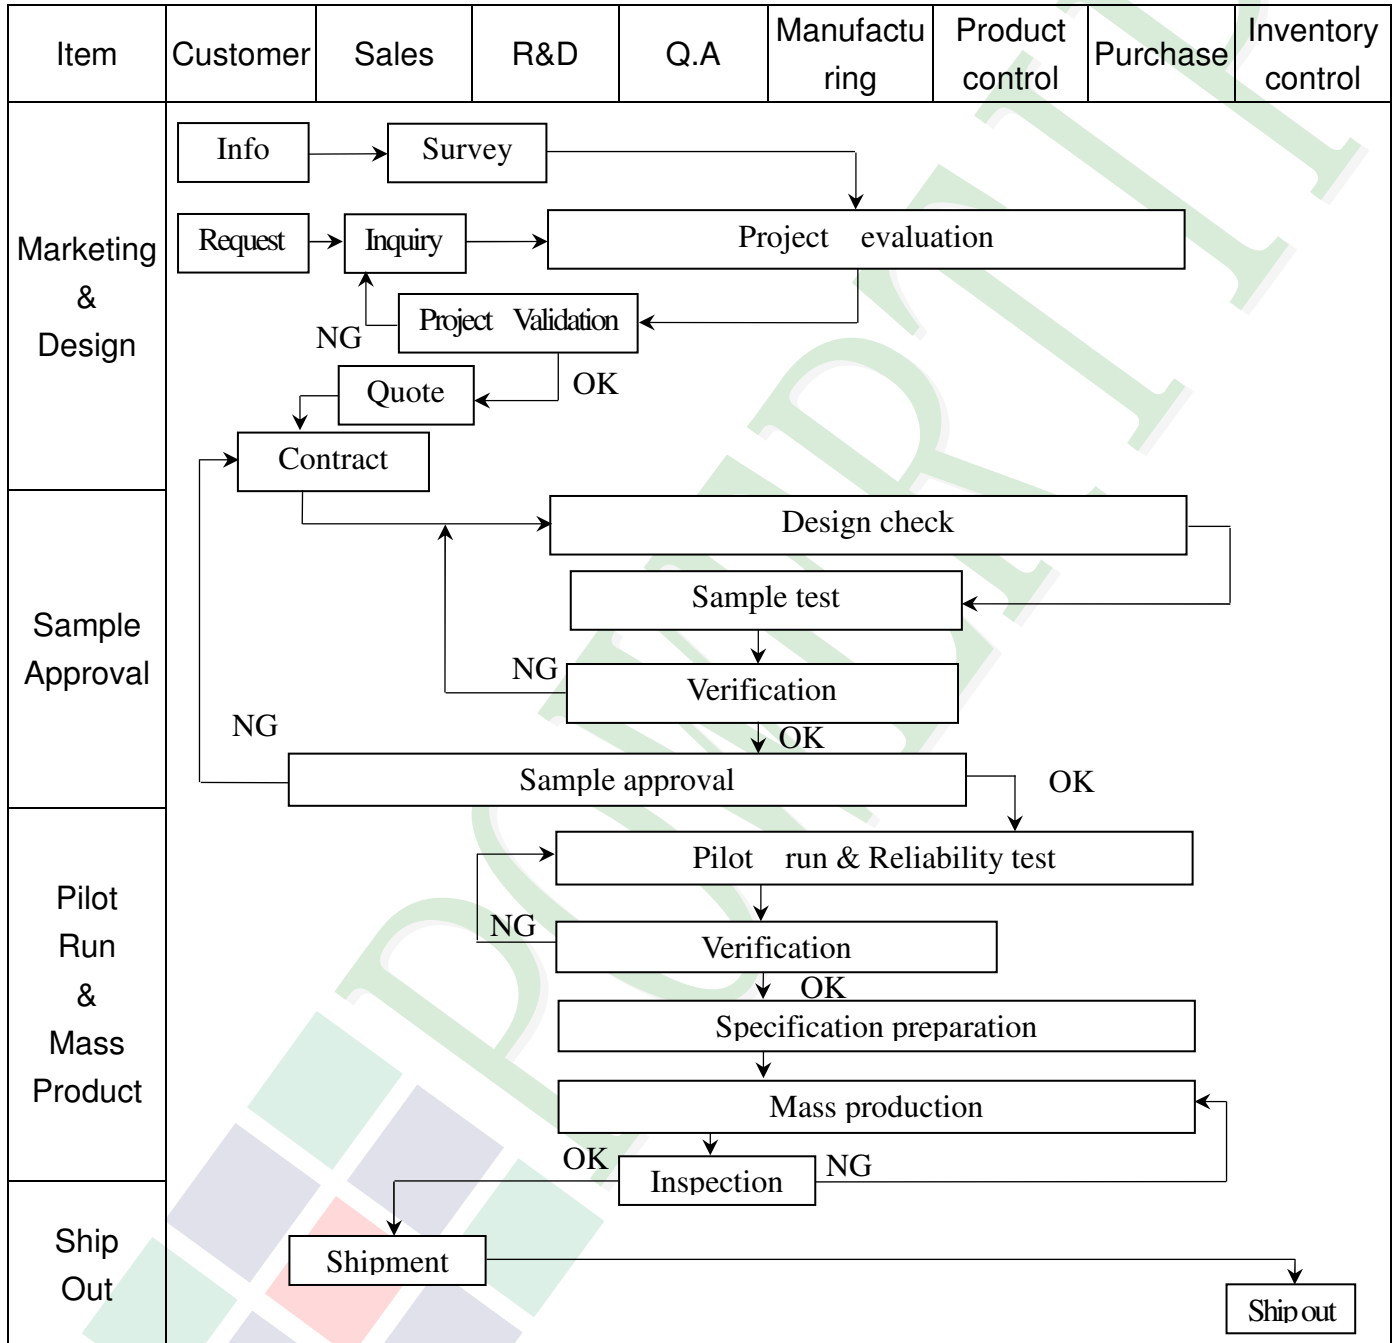 Item Customer Sales R&D Q.A Manufactu Product Purchase Inventory
ring control control
Info Survey
Request Inquiry Project evaluation
Marketing
&
Design
NG Project Validation
Quote OK
Contract
Design check
Sample
Approval
Sample test
NG Verification
OK
NG
Sample approval OK
Pilot
Run
&
Mass
Product
Pilot run & Reliability test
NG Verification
OK
Specification preparation
Mass production
OK Inspection NG
Ship
Out
Shipment
Ship out